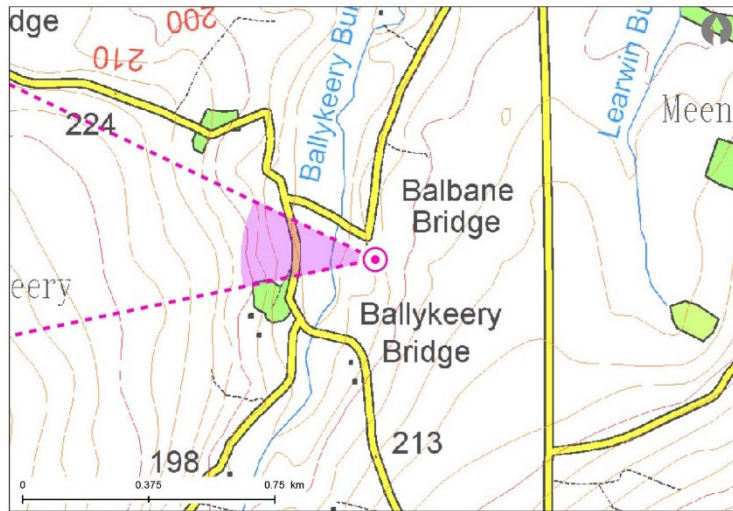 dge
200
210
Ballykeery Bu
Learwin Bu
Meen
224
Balbane
Bridge
eery
Ballykeery
Bridge
198
213
0 0.375 0.75 km